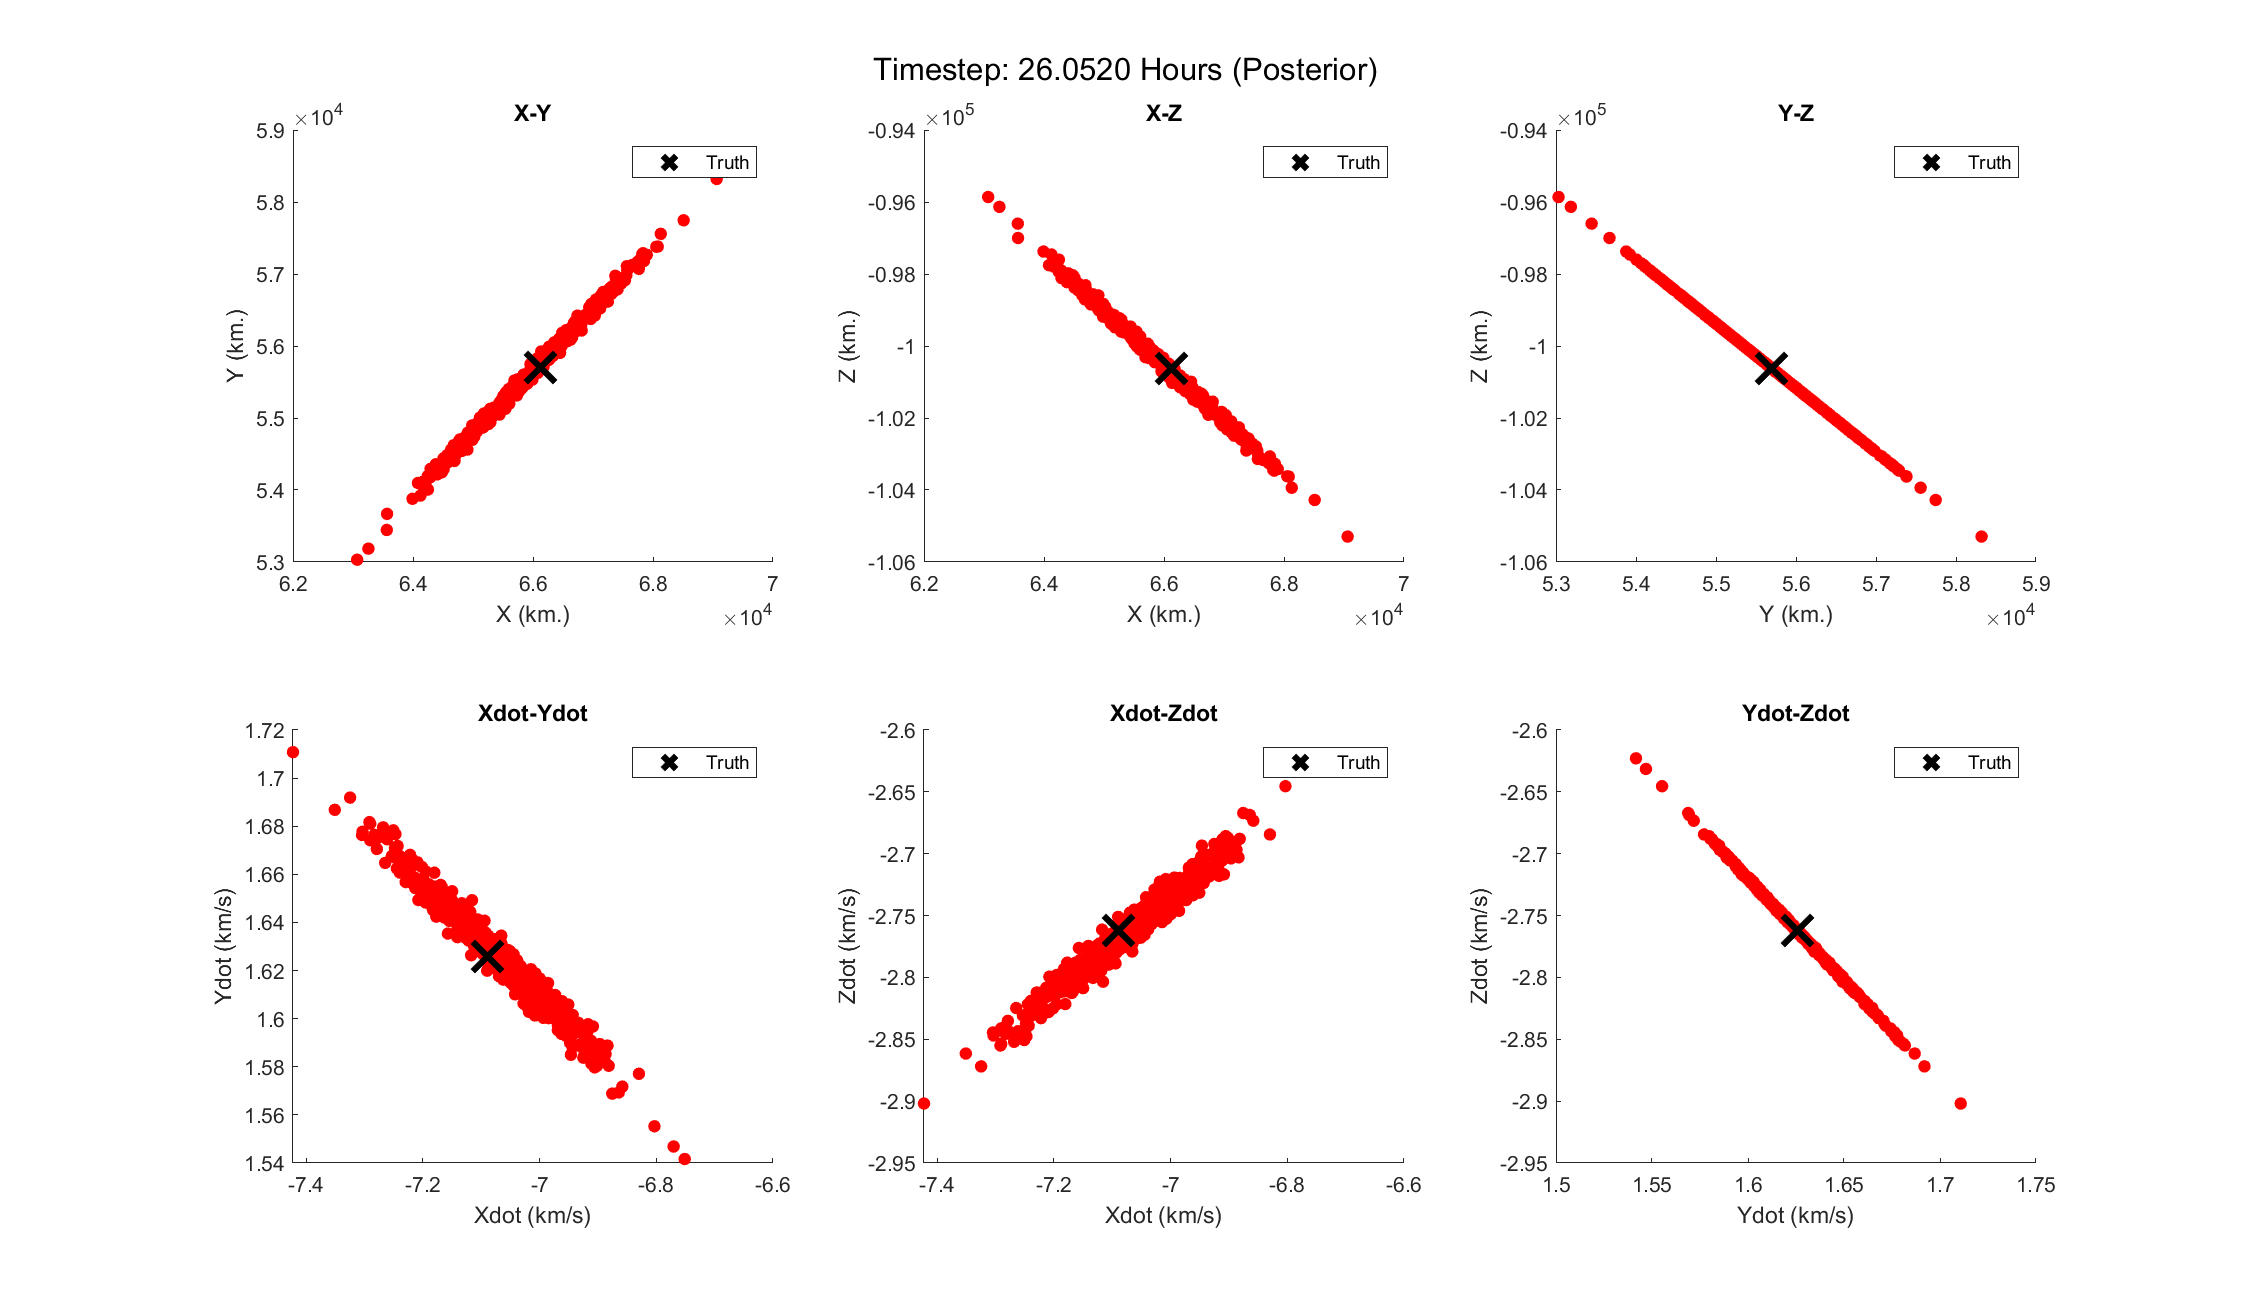 Timestep: 26.0520 Hours (Posterior)
X-Y
×10^4
5.9
5.8
5.7
5.6
5.5
5.4
5.3
Y (km.)
6.2 6.4 6.6 6.8 7
X (km.)
×10^4
Truth
X-Z
×10^5
-0.94
-0.96
-0.98
-1
-1.02
-1.04
-1.06
Z (km.)
6.2 6.4 6.6 6.8 7
X (km.)
×10^4
Truth
Y-Z
×10^5
-0.94
-0.96
-0.98
-1
-1.02
-1.04
-1.06
Z (km.)
5.3 5.4 5.5 5.6 5.7 5.8 5.9
Y (km.)
×10^4
Truth
Xdot-Ydot
1.72
1.7
1.68
1.66
1.64
1.62
1.6
1.58
1.56
1.54
Ydot (km/s)
-7.4 -7.2 -7 -6.8 -6.6
Xdot (km/s)
Truth
Xdot-Zdot
-2.6
-2.65
-2.7
-2.75
-2.8
-2.85
-2.9
-2.95
Zdot (km/s)
-7.4 -7.2 -7 -6.8 -6.6
Xdot (km/s)
Truth
Ydot-Zdot
-2.6
-2.65
-2.7
-2.75
-2.8
-2.85
-2.9
-2.95
Zdot (km/s)
1.5 1.55 1.6 1.65 1.7 1.75
Ydot (km/s)
Truth